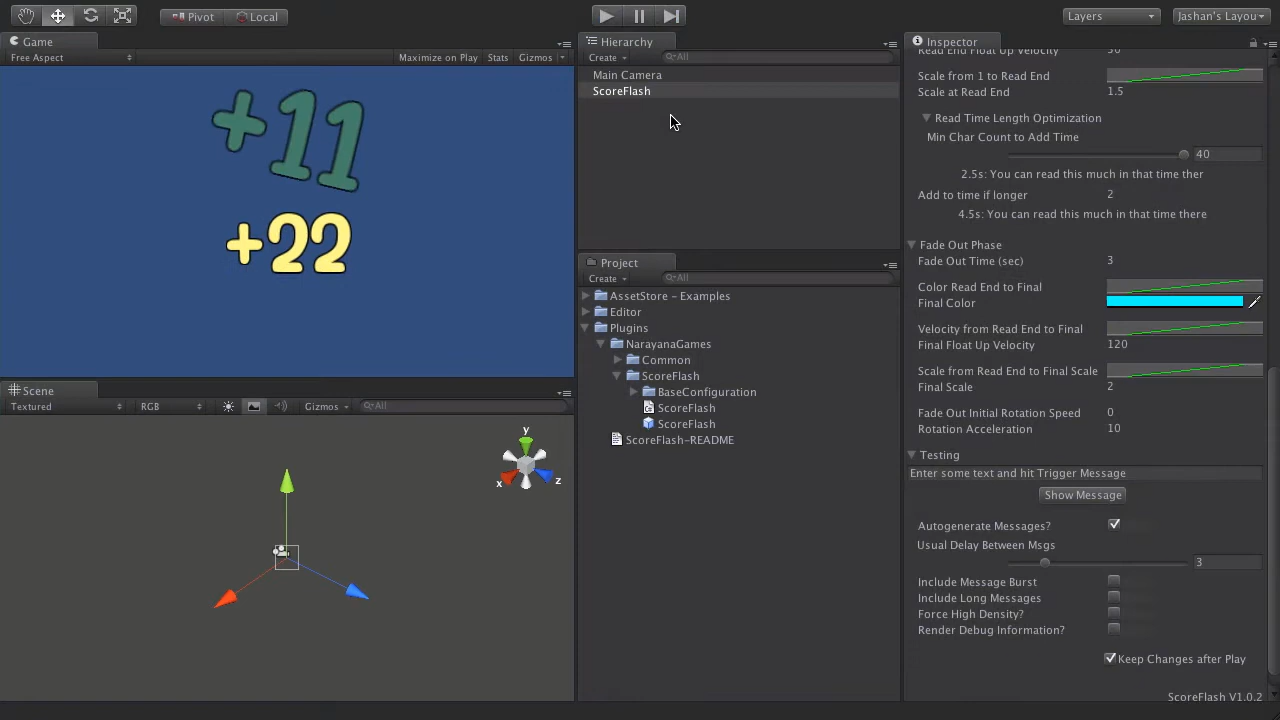 Pivot Local Layers Jashan's Layou
Game
Free Aspect Maximize on Play Stats Gizmos
+11
+22
Scene
Textured RGB Gizmos All
y
x z
Hierarchy
Create All
Main Camera
ScoreFlash
Project
Create All
AssetStore - Examples
Editor
Plugins
NarayanaGames
Common
ScoreFlash
BaseConfiguration
ScoreFlash
ScoreFlash
ScoreFlash-README
Inspector
Read End Float Up Velocity 50
Scale from 1 to Read End
Scale at Read End 1.5
Read Time Length Optimization
Min Char Count to Add Time
40
2.5s: You can read this much in that time ther
Add to time if longer 2
4.5s: You can read this much in that time there
Fade Out Phase
Fade Out Time (sec) 3
Color Read End to Final
Final Color
Velocity from Read End to Final
Final Float Up Velocity 120
Scale from Read End to Final Scale
Final Scale 2
Fade Out Initial Rotation Speed 0
Rotation Acceleration 10
Testing
Enter some text and hit Trigger Message
Show Message
Autogenerate Messages?
Usual Delay Between Msgs
3
Include Message Burst
Include Long Messages
Force High Density?
Render Debug Information?
Keep Changes after Play
ScoreFlash V1.0.2